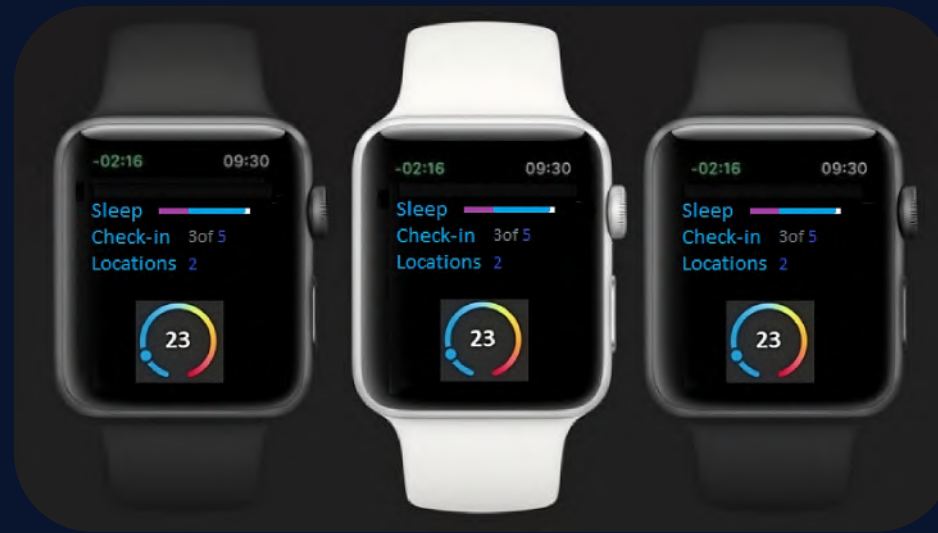 -02:16 09:30
Sleep
Check-in 3of 5
Locations 2
23
-02:16 09:30
Sleep
Check-in 3of 5
Locations 2
23
-02:16 09:30
Sleep
Check-in 3of 5
Locations 2
23